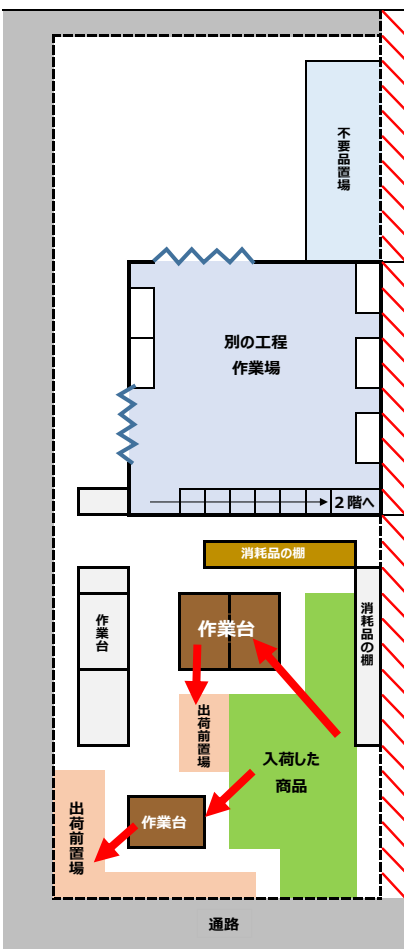 不要品置場
別の工程
作業場
2階へ
消耗品の棚
作業台
作業台
消耗品の棚
出荷前置場
入荷した
商品
出荷前置場
作業台
通路